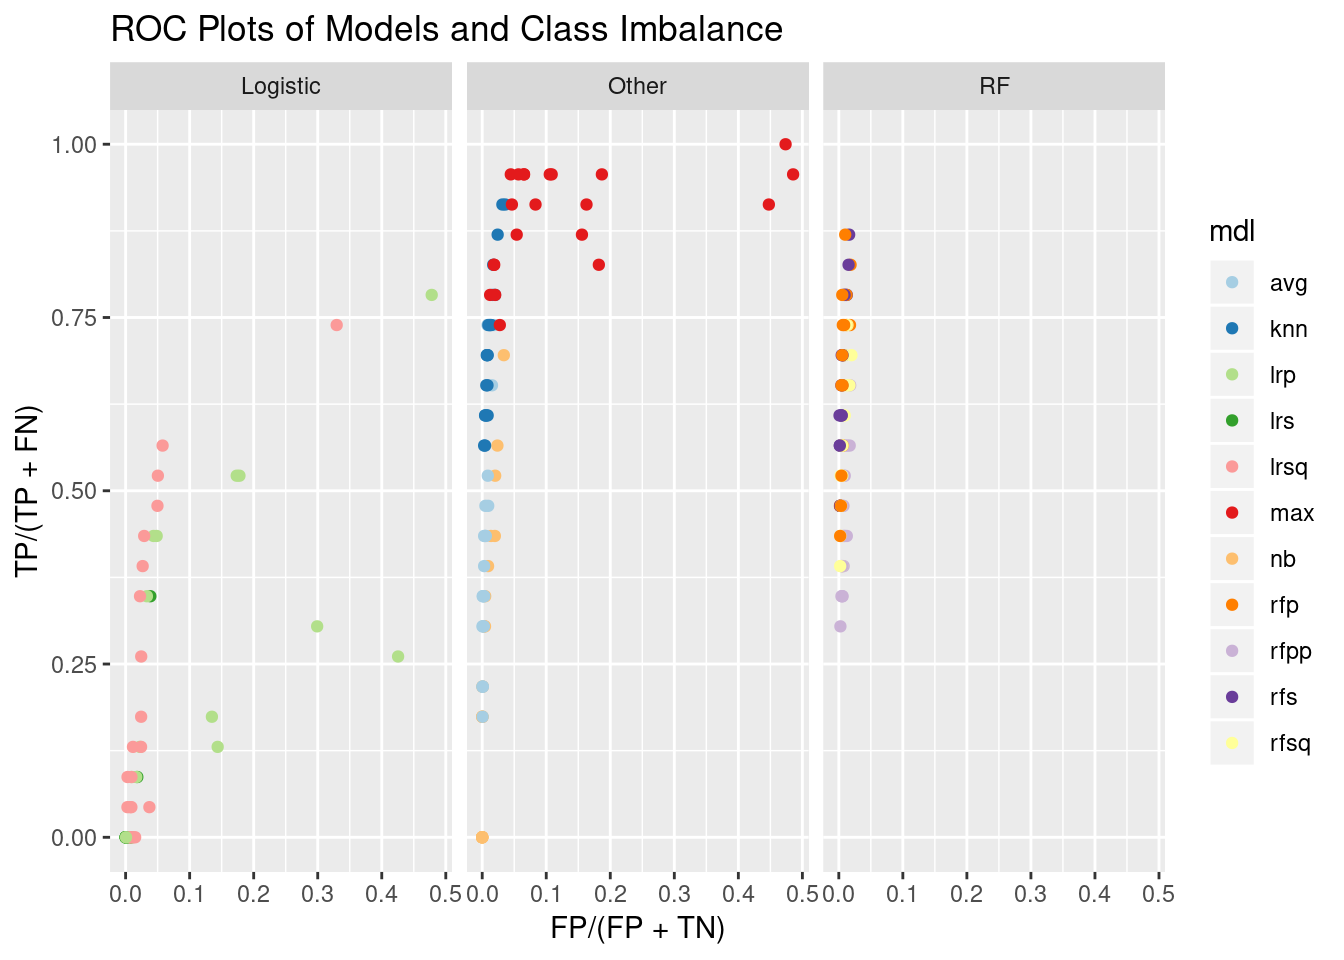 ROC Plots of Models and Class Imbalance
Logistic
Other
RF
TP/(TP + FN)
1.00
0.75
0.50
0.25
0.00
0.0 0.1 0.2 0.3 0.4 0.5
0.0 0.1 0.2 0.3 0.4 0.5
0.0 0.1 0.2 0.3 0.4 0.5
FP/(FP + TN)
mdl
avg
knn
lrp
lrs
lrsq
max
nb
rfp
rfpp
rfs
rfsq